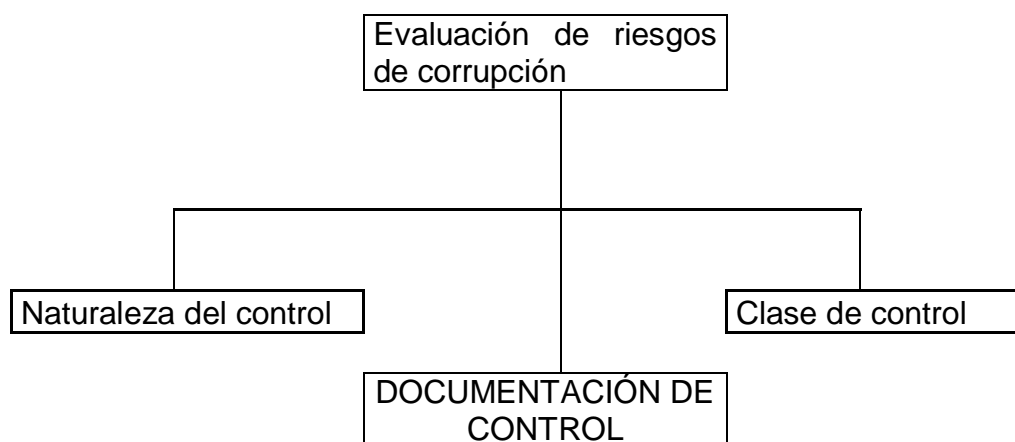 Evaluación de riesgos
de corrupción
Naturaleza del control
Clase de control
DOCUMENTACIÓN DE
CONTROL